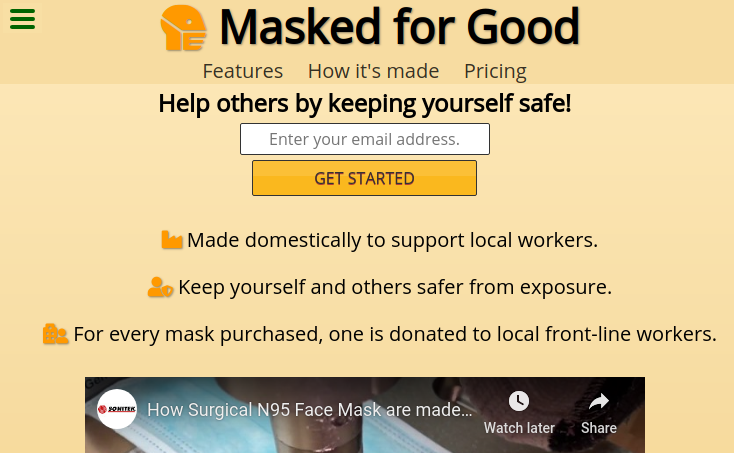 Masked for Good
Features How it's made Pricing
Help others by keeping yourself safe!
Enter your email address.
GET STARTED
Made domestically to support local workers.
Keep yourself and others safer from exposure.
For every mask purchased, one is donated to local front-line workers.
SONITEK How Surgical N95 Face Mask are made...
Watch later Share